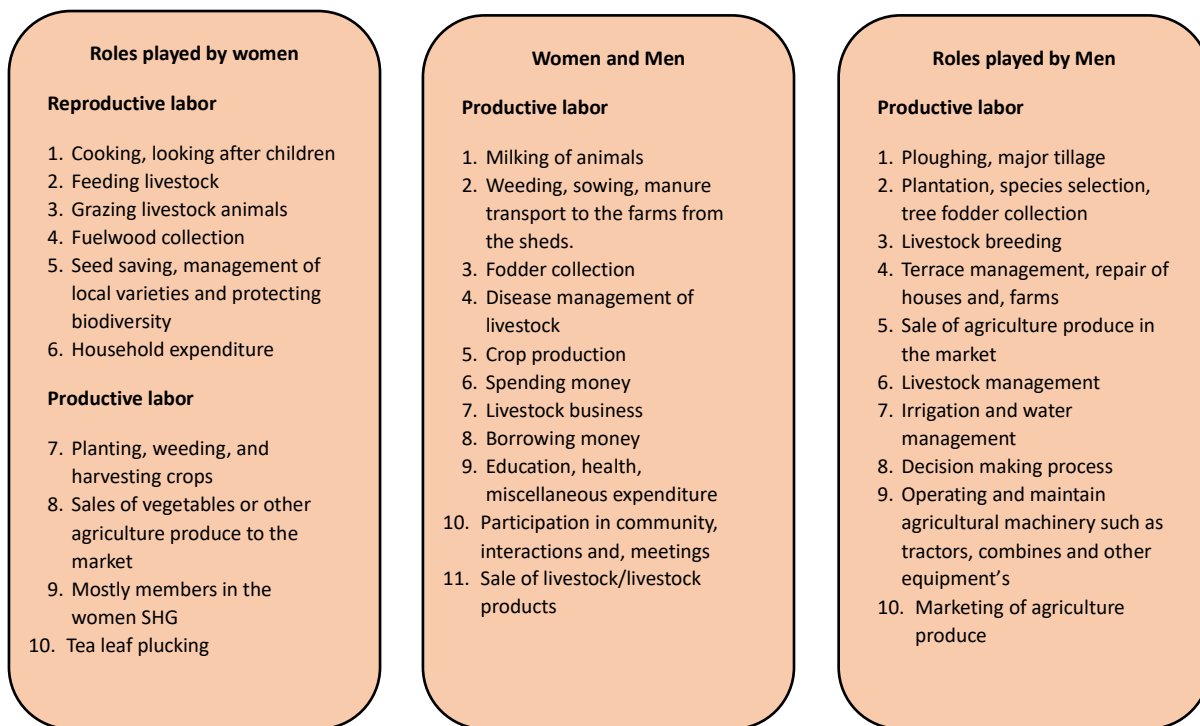 Roles played by women
Reproductive labor
1. Cooking, looking after children
2. Feeding livestock
3. Grazing livestock animals
4. Fuelwood collection
5. Seed saving, management of
local varieties and protecting
biodiversity
6. Household expenditure
Productive labor
7. Planting, weeding, and
harvesting crops
8. Sales of vegetables or other
agriculture produce to the
market
9. Mostly members in the
women SHG
10. Tea leaf plucking
Women and Men
Productive labor
1. Milking of animals
2. Weeding, sowing, manure
transport to the farms from
the sheds.
3. Fodder collection
4. Disease management of
livestock
5. Crop production
6. Spending money
7. Livestock business
8. Borrowing money
9. Education, health,
miscellaneous expenditure
10. Participation in community,
interactions and, meetings
11. Sale of livestock/livestock
products
Roles played by Men
Productive labor
1. Ploughing, major tillage
2. Plantation, species selection,
tree fodder collection
3. Livestock breeding
4. Terrace management, repair of
houses and, farms
5. Sale of agriculture produce in
the market
6. Livestock management
7. Irrigation and water
management
8. Decision making process
9. Operating and maintain
agricultural machinery such as
tractors, combines and other
equipment’s
10. Marketing of agriculture
produce